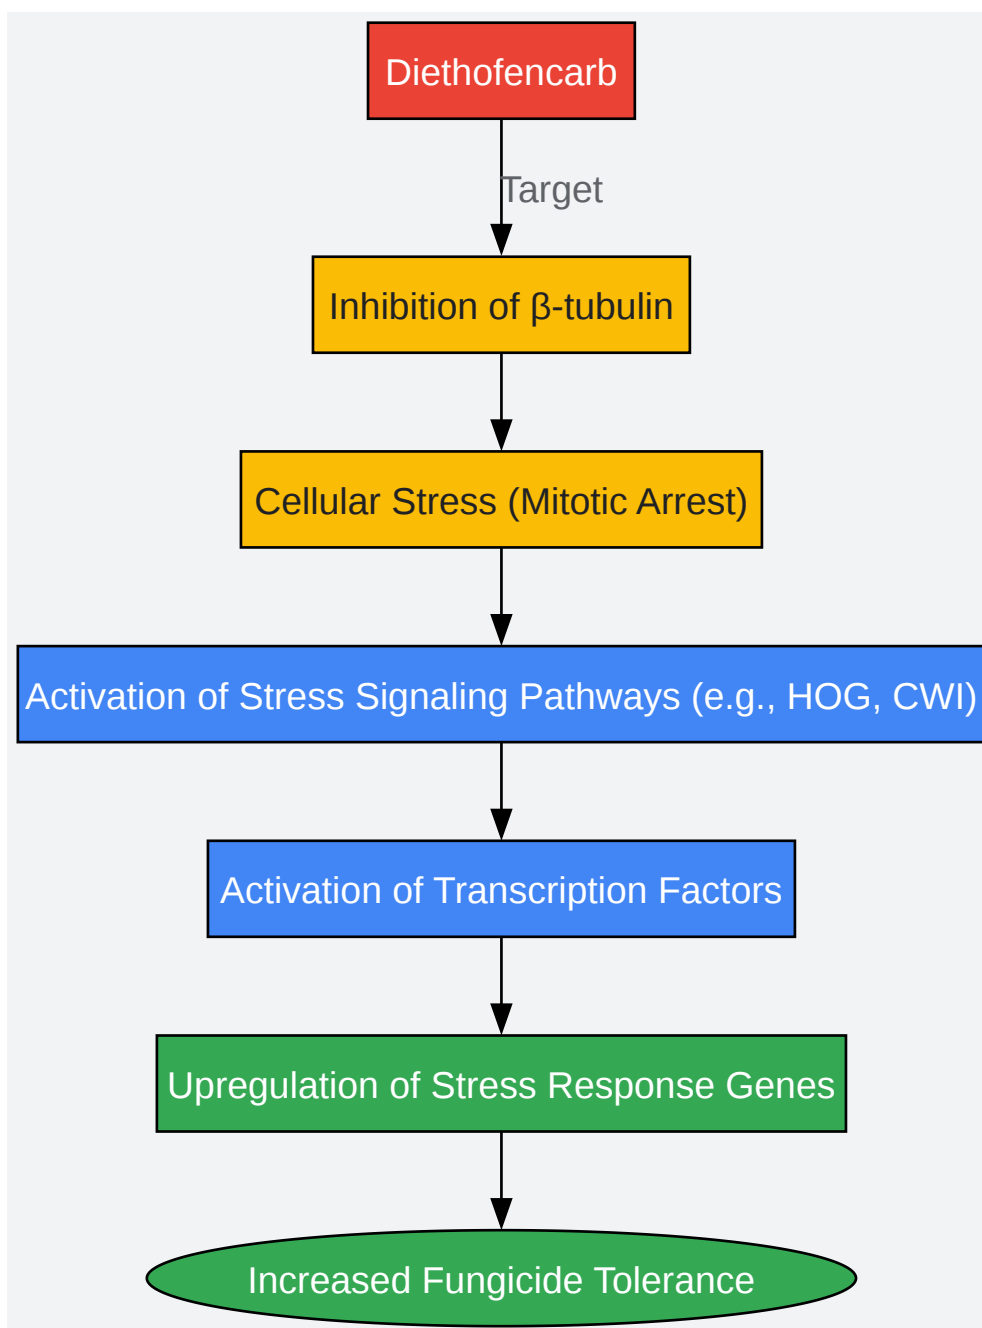 Diethofencarb
Target
Inhibition of β-tubulin
Cellular Stress (Mitotic Arrest)
Activation of Stress Signaling Pathways (e.g., HOG, CWI)
Activation of Transcription Factors
Upregulation of Stress Response Genes
Increased Fungicide Tolerance